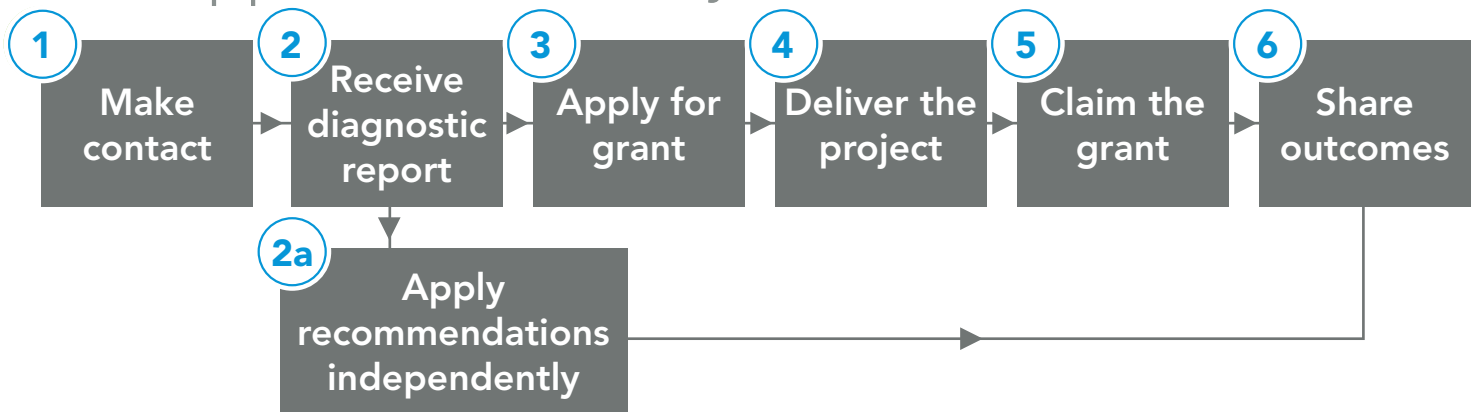 1
Make
contact
2
Receive
diagnostic
report
3
Apply for
grant
4
Deliver the
project
5
Claim the
grant
6
Share
outcomes
2a
Apply
recommendations
independently